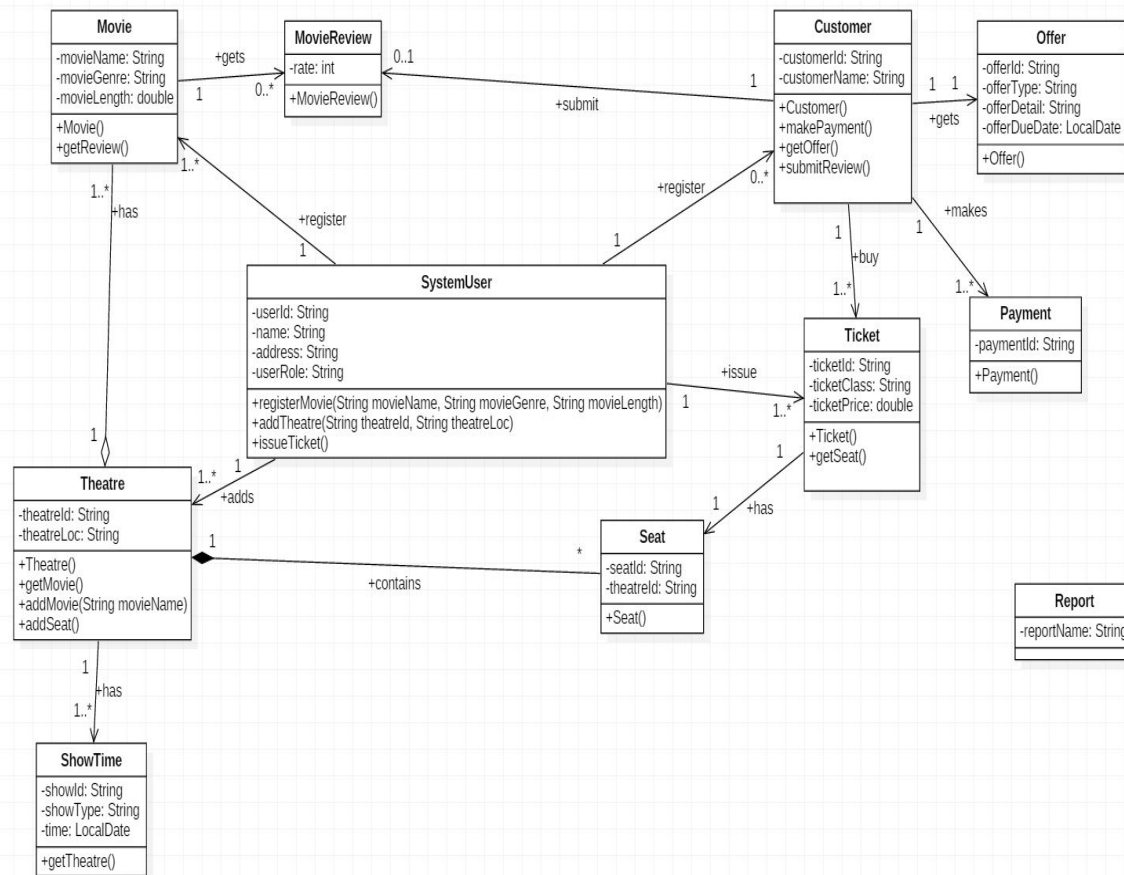 Movie
-movieName: String
-movieGenre: String
-movieLength: double
+Movie()
+getReview()
+gets
1
0..*
MovieReview
-rate: int
+MovieReview()
0..1
+submit
1
Customer
-customerId: String
-customerName: String
+Customer()
+makePayment()
+getOffer()
+submitReview()
1
1
+gets
Offer
-offerId: String
-offerType: String
-offerDetail: String
-offerDueDate: LocalDate
+Offer()
1..*
+has
1
1..*
+register
1
+register
0..*
1
1
+buy
1..*
1
+makes
1..*
SystemUser
-userId: String
-name: String
-address: String
-userRole: String
+registerMovie(String movieName, String movieGenre, String movieLength)
+addTheatre(String theatreId, String theatreLoc)
+issueTicket()
+issue
1
1..*
Ticket
-ticketId: String
-ticketClass: String
-ticketPrice: double
+Ticket()
+getSeat()
Payment
-paymentId: String
+Payment()
1
1
+has
1
1..*
+adds
Theatre
-theatreId: String
-theatreLoc: String
+Theatre()
+getMovie()
+addMovie(String movieName)
+addSeat()
1
*
+contains
Seat
-seatId: String
-theatreId: String
+Seat()
Report
-reportName: String
1
+has
1..*
ShowTime
-showId: String
-showType: String
-time: LocalDate
+getTheatre()